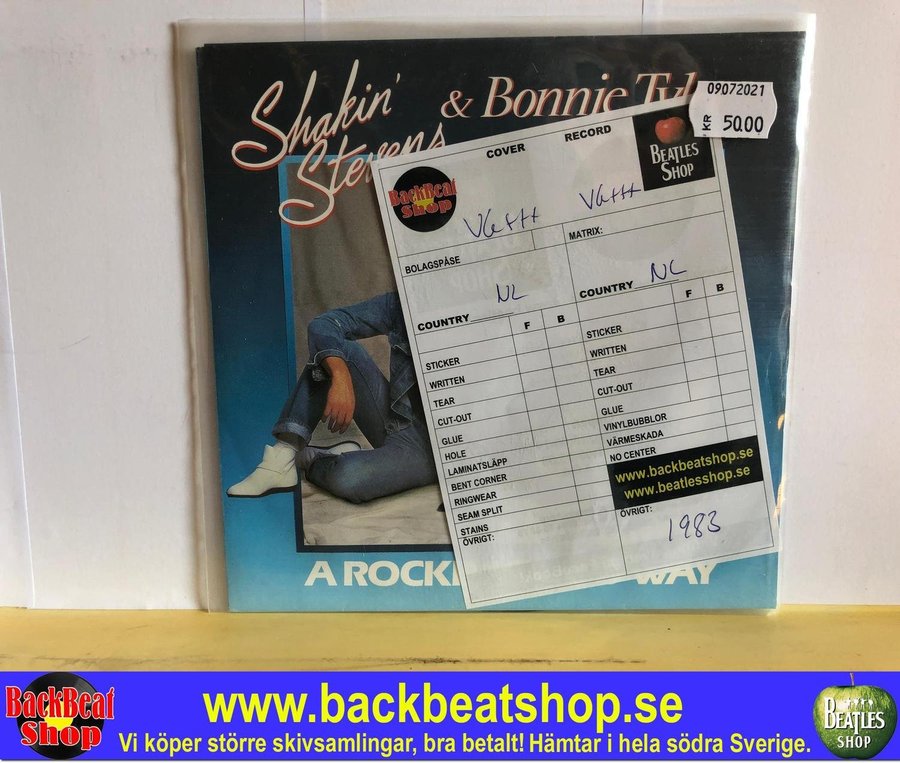 Shakin'
Stevens
& Bonnie
09072021
KR 50.00
COVER
RECORD
BackBeat
Shop
BEATLES
SHOP
VG+++
VG+++
BOLAGSPÅSE
MATRIX:
NL
NL
COUNTRY
F B
COUNTRY
F B
STICKER
WRITTEN
TEAR
CUT-OUT
GLUE
HOLE
LAMINATSLÄPP
BENT CORNER
RINGWEAR
SEAM SPLIT
STAINS
ÖVRIGT:
STICKER
WRITTEN
TEAR
CUT-OUT
GLUE
VINYLBUBBLOR
VÄRMESKADA
NO CENTER
www.backbeatshop.se
www.beatlesshop.se
ÖVRIGT:
1983
A ROCKI WAY
BackBeat
Shop
www.backbeatshop.se
Vi köper större skivsamlingar, bra betalt! Hämtar i hela södra Sverige.
BEATLES
SHOP